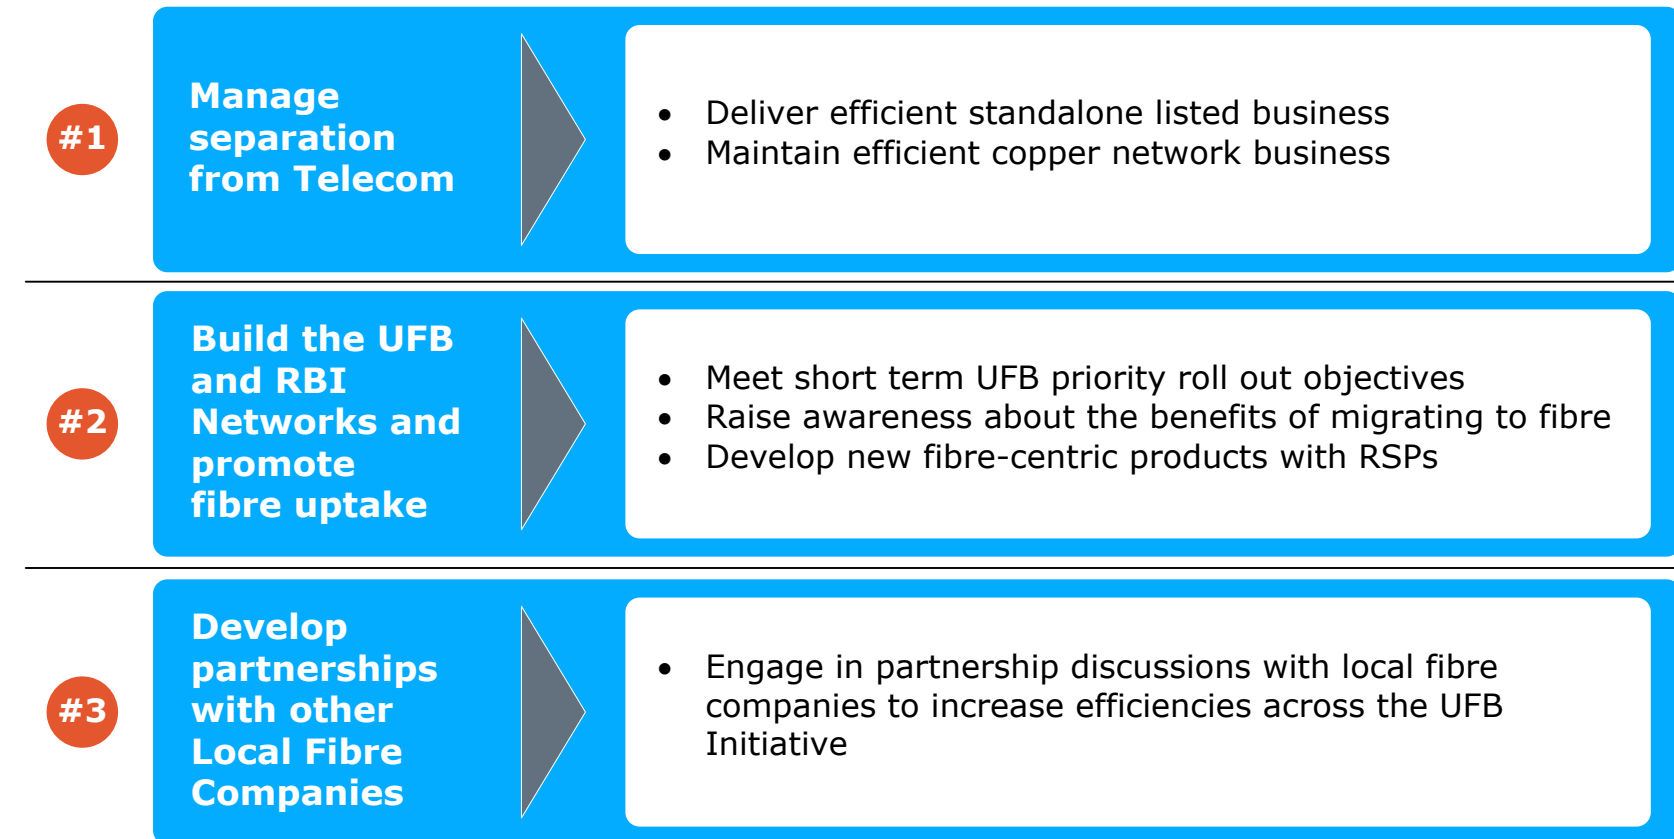 #1
Manage
separation
from Telecom
• Deliver efficient standalone listed business
• Maintain efficient copper network business
#2
Build the UFB
and RBI
Networks and
promote
fibre uptake
• Meet short term UFB priority roll out objectives
• Raise awareness about the benefits of migrating to fibre
• Develop new fibre-centric products with RSPs
#3
Develop
partnerships
with other
Local Fibre
Companies
• Engage in partnership discussions with local fibre
companies to increase efficiencies across the UFB
Initiative